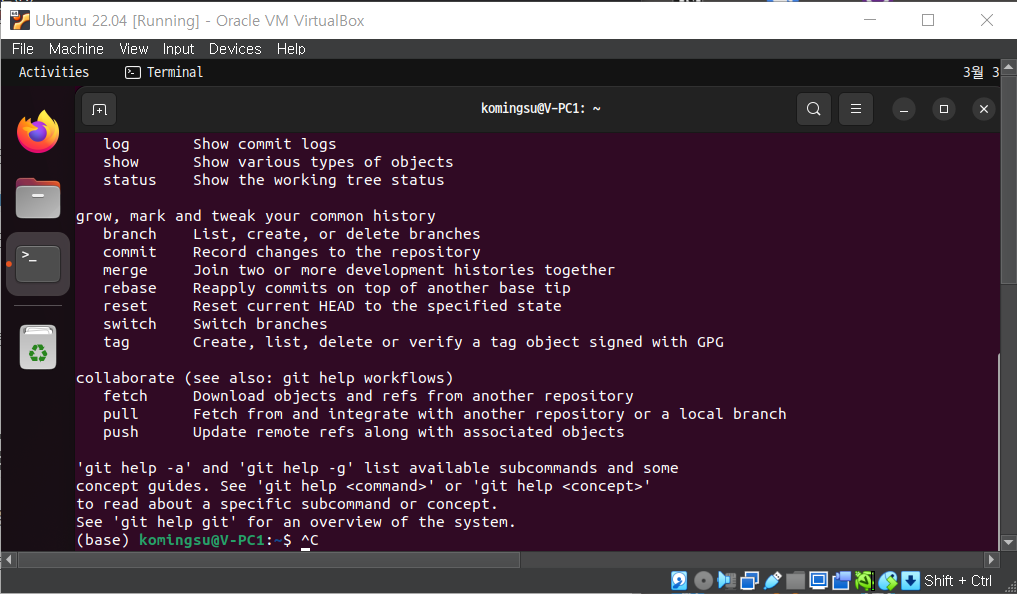 Ubuntu 22.04 [Running] - Oracle VM VirtualBox
File Machine View Input Devices Help
Activities Terminal 3월 3
komingsu@V-PC1: ~
log Show commit logs
show Show various types of objects
status Show the working tree status
grow, mark and tweak your common history
branch List, create, or delete branches
commit Record changes to the repository
merge Join two or more development histories together
rebase Reapply commits on top of another base tip
reset Reset current HEAD to the specified state
switch Switch branches
tag Create, list, delete or verify a tag object signed with GPG
collaborate (see also: git help workflows)
fetch Download objects and refs from another repository
pull Fetch from and integrate with another repository or a local branch
push Update remote refs along with associated objects
'git help -a' and 'git help -g' list available subcommands and some
concept guides. See 'git help <command>' or 'git help <concept>'
to read about a specific subcommand or concept.
See 'git help git' for an overview of the system.
(base) komingsu@V-PC1:~$ ^C
Shift + Ctrl